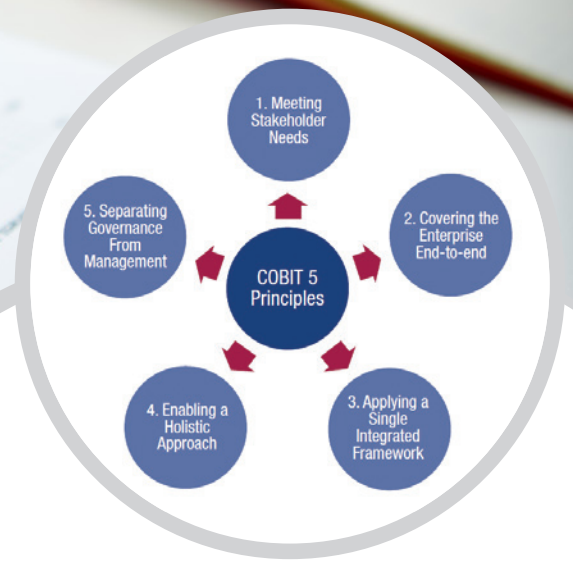 1. Meeting
Stakeholder
Needs
2. Covering the
Enterprise
End-to-end
3. Applying a
Single
Integrated
Framework
4. Enabling a
Holistic
Approach
5. Separating
Governance
From
Management
COBIT 5
Principles